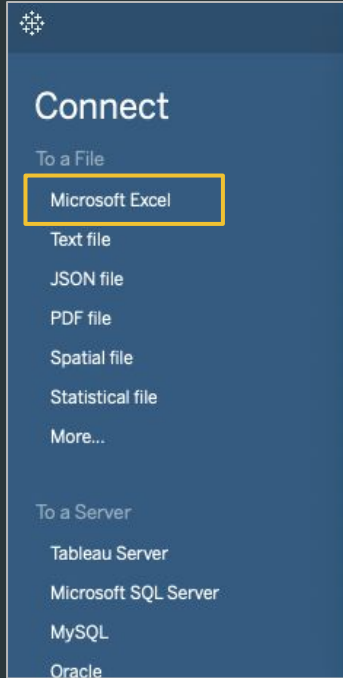 Connect
To a File
Microsoft Excel
Text file
JSON file
PDF file
Spatial file
Statistical file
More...
To a Server
Tableau Server
Microsoft SQL Server
MySQL
Oracle